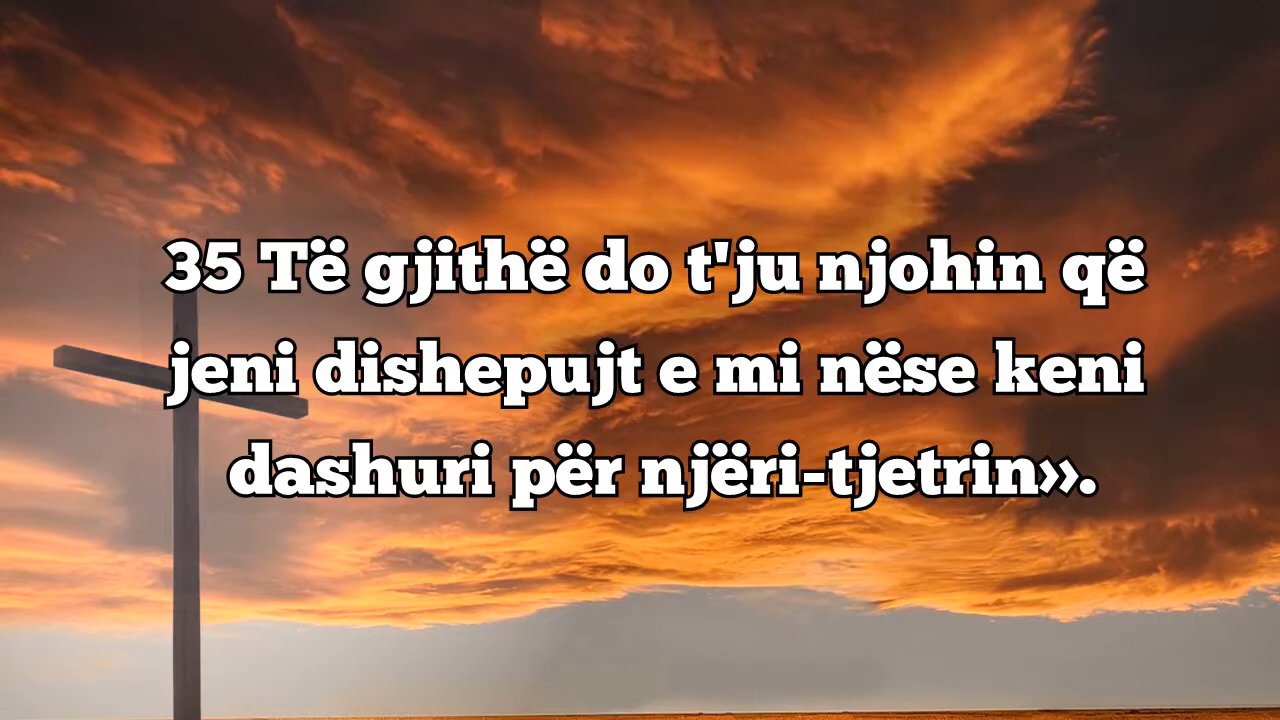 35 Të gjithë do t'ju njohin që
jeni dishepujt e mi nëse keni
dashuri për njëri-tjetrin».